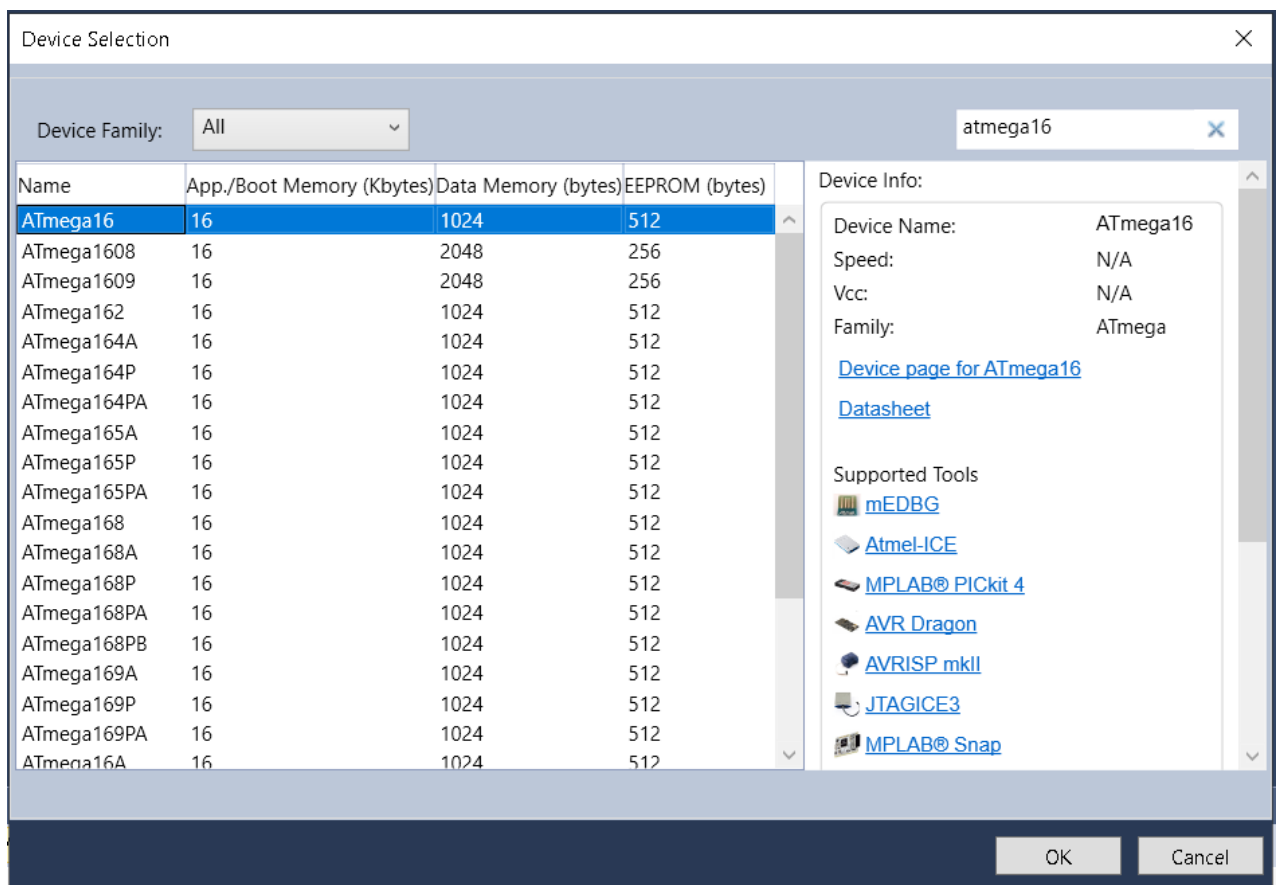 Device Selection
Device Family: All atmega16
Name App./Boot Memory (Kbytes) Data Memory (bytes) EEPROM (bytes)
ATmega16 16 1024 512
ATmega1608 16 2048 256
ATmega1609 16 2048 256
ATmega162 16 1024 512
ATmega164A 16 1024 512
ATmega164P 16 1024 512
ATmega164PA 16 1024 512
ATmega165A 16 1024 512
ATmega165P 16 1024 512
ATmega165PA 16 1024 512
ATmega168 16 1024 512
ATmega168A 16 1024 512
ATmega168P 16 1024 512
ATmega168PA 16 1024 512
ATmega168PB 16 1024 512
ATmega169A 16 1024 512
ATmega169P 16 1024 512
ATmega169PA 16 1024 512
ATmega16A 16 1024 512
Device Info:
Device Name: ATmega16
Speed: N/A
Vcc: N/A
Family: ATmega
Device page for ATmega16
Datasheet
Supported Tools
mEDBG
Atmel-ICE
MPLAB® PICkit 4
AVR Dragon
AVRISP mkII
JTAGICE3
MPLAB® Snap
OK Cancel